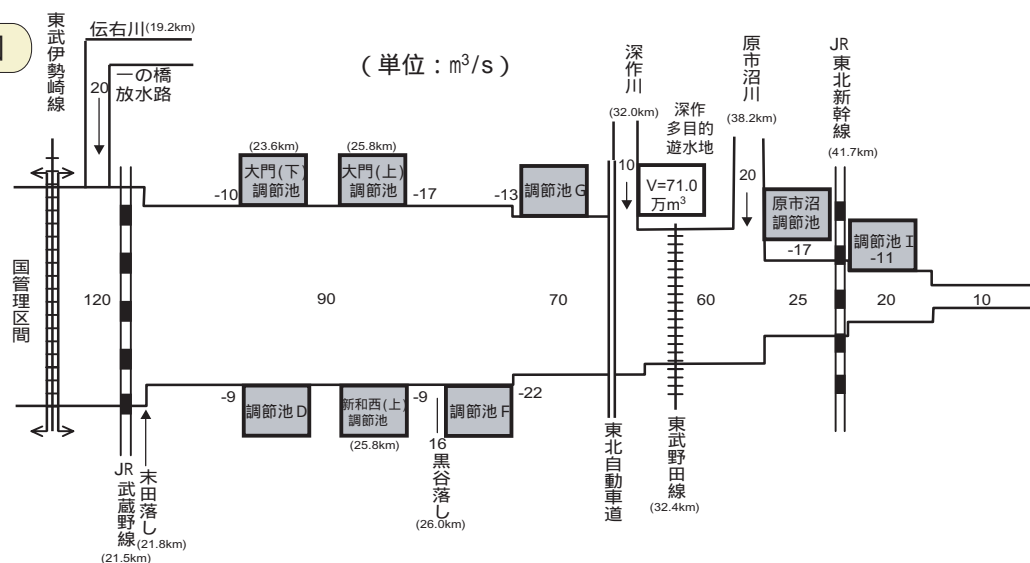 東武伊勢崎線
伝右川(19.2km)
一の橋
放水路
20
(単位:m³/s)
深作川
(32.0km)
10
深作
多目的
遊水地
V=71.0
万m³
原市沼川
(38.2km)
20
JR東北新幹線
(41.7km)
(23.6km)
大門(下)
調節池
-10
(25.8km)
大門(上)
調節池
-17
-13
調節池G
原市沼
調節池
-17
調節池I
-11
国管理区間
120
90
70
60
25
20
10
-9
調節池D
新和西(上)
調節池
(25.8km)
-9
調節池F
-22
16
黒谷落し
(26.0km)
JR武蔵野線
(21.5km)
末田落し
(21.8km)
東北自動車道
東武野田線
(32.4km)